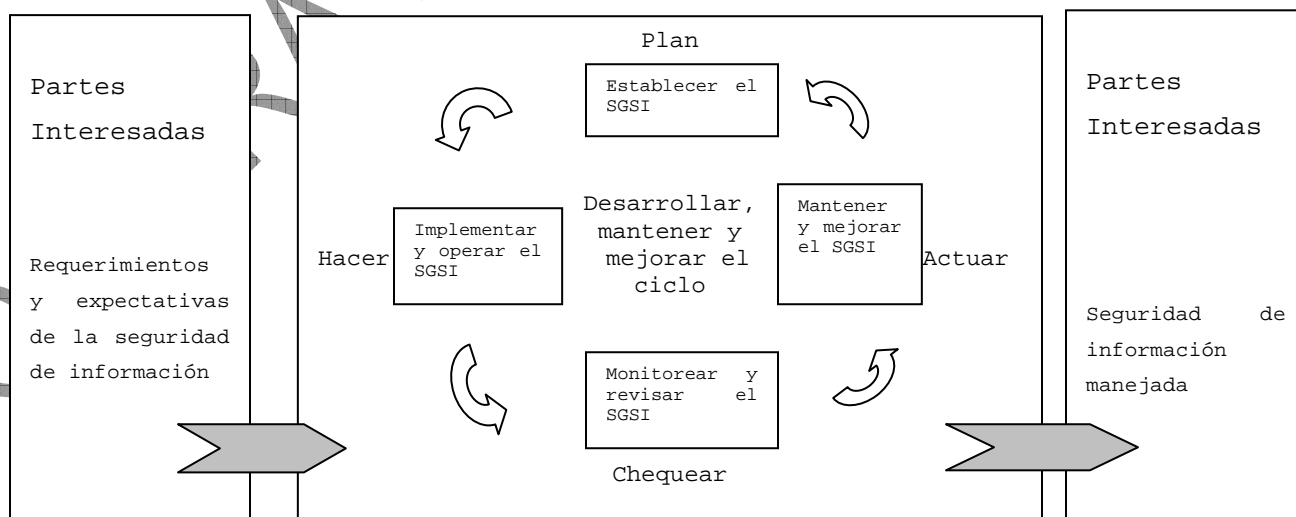 Partes
Interesadas
Requerimientos
y expectativas
de la seguridad
de información
Plan
Establecer el
SGSI
Hacer
Implementar
y operar el
SGSI
Desarrollar,
mantener y
mejorar el
ciclo
Mantener
y mejorar
el SGSI
Actuar
Monitorear y
revisar el
SGSI
Chequear
Partes
Interesadas
Seguridad de
información
manejada